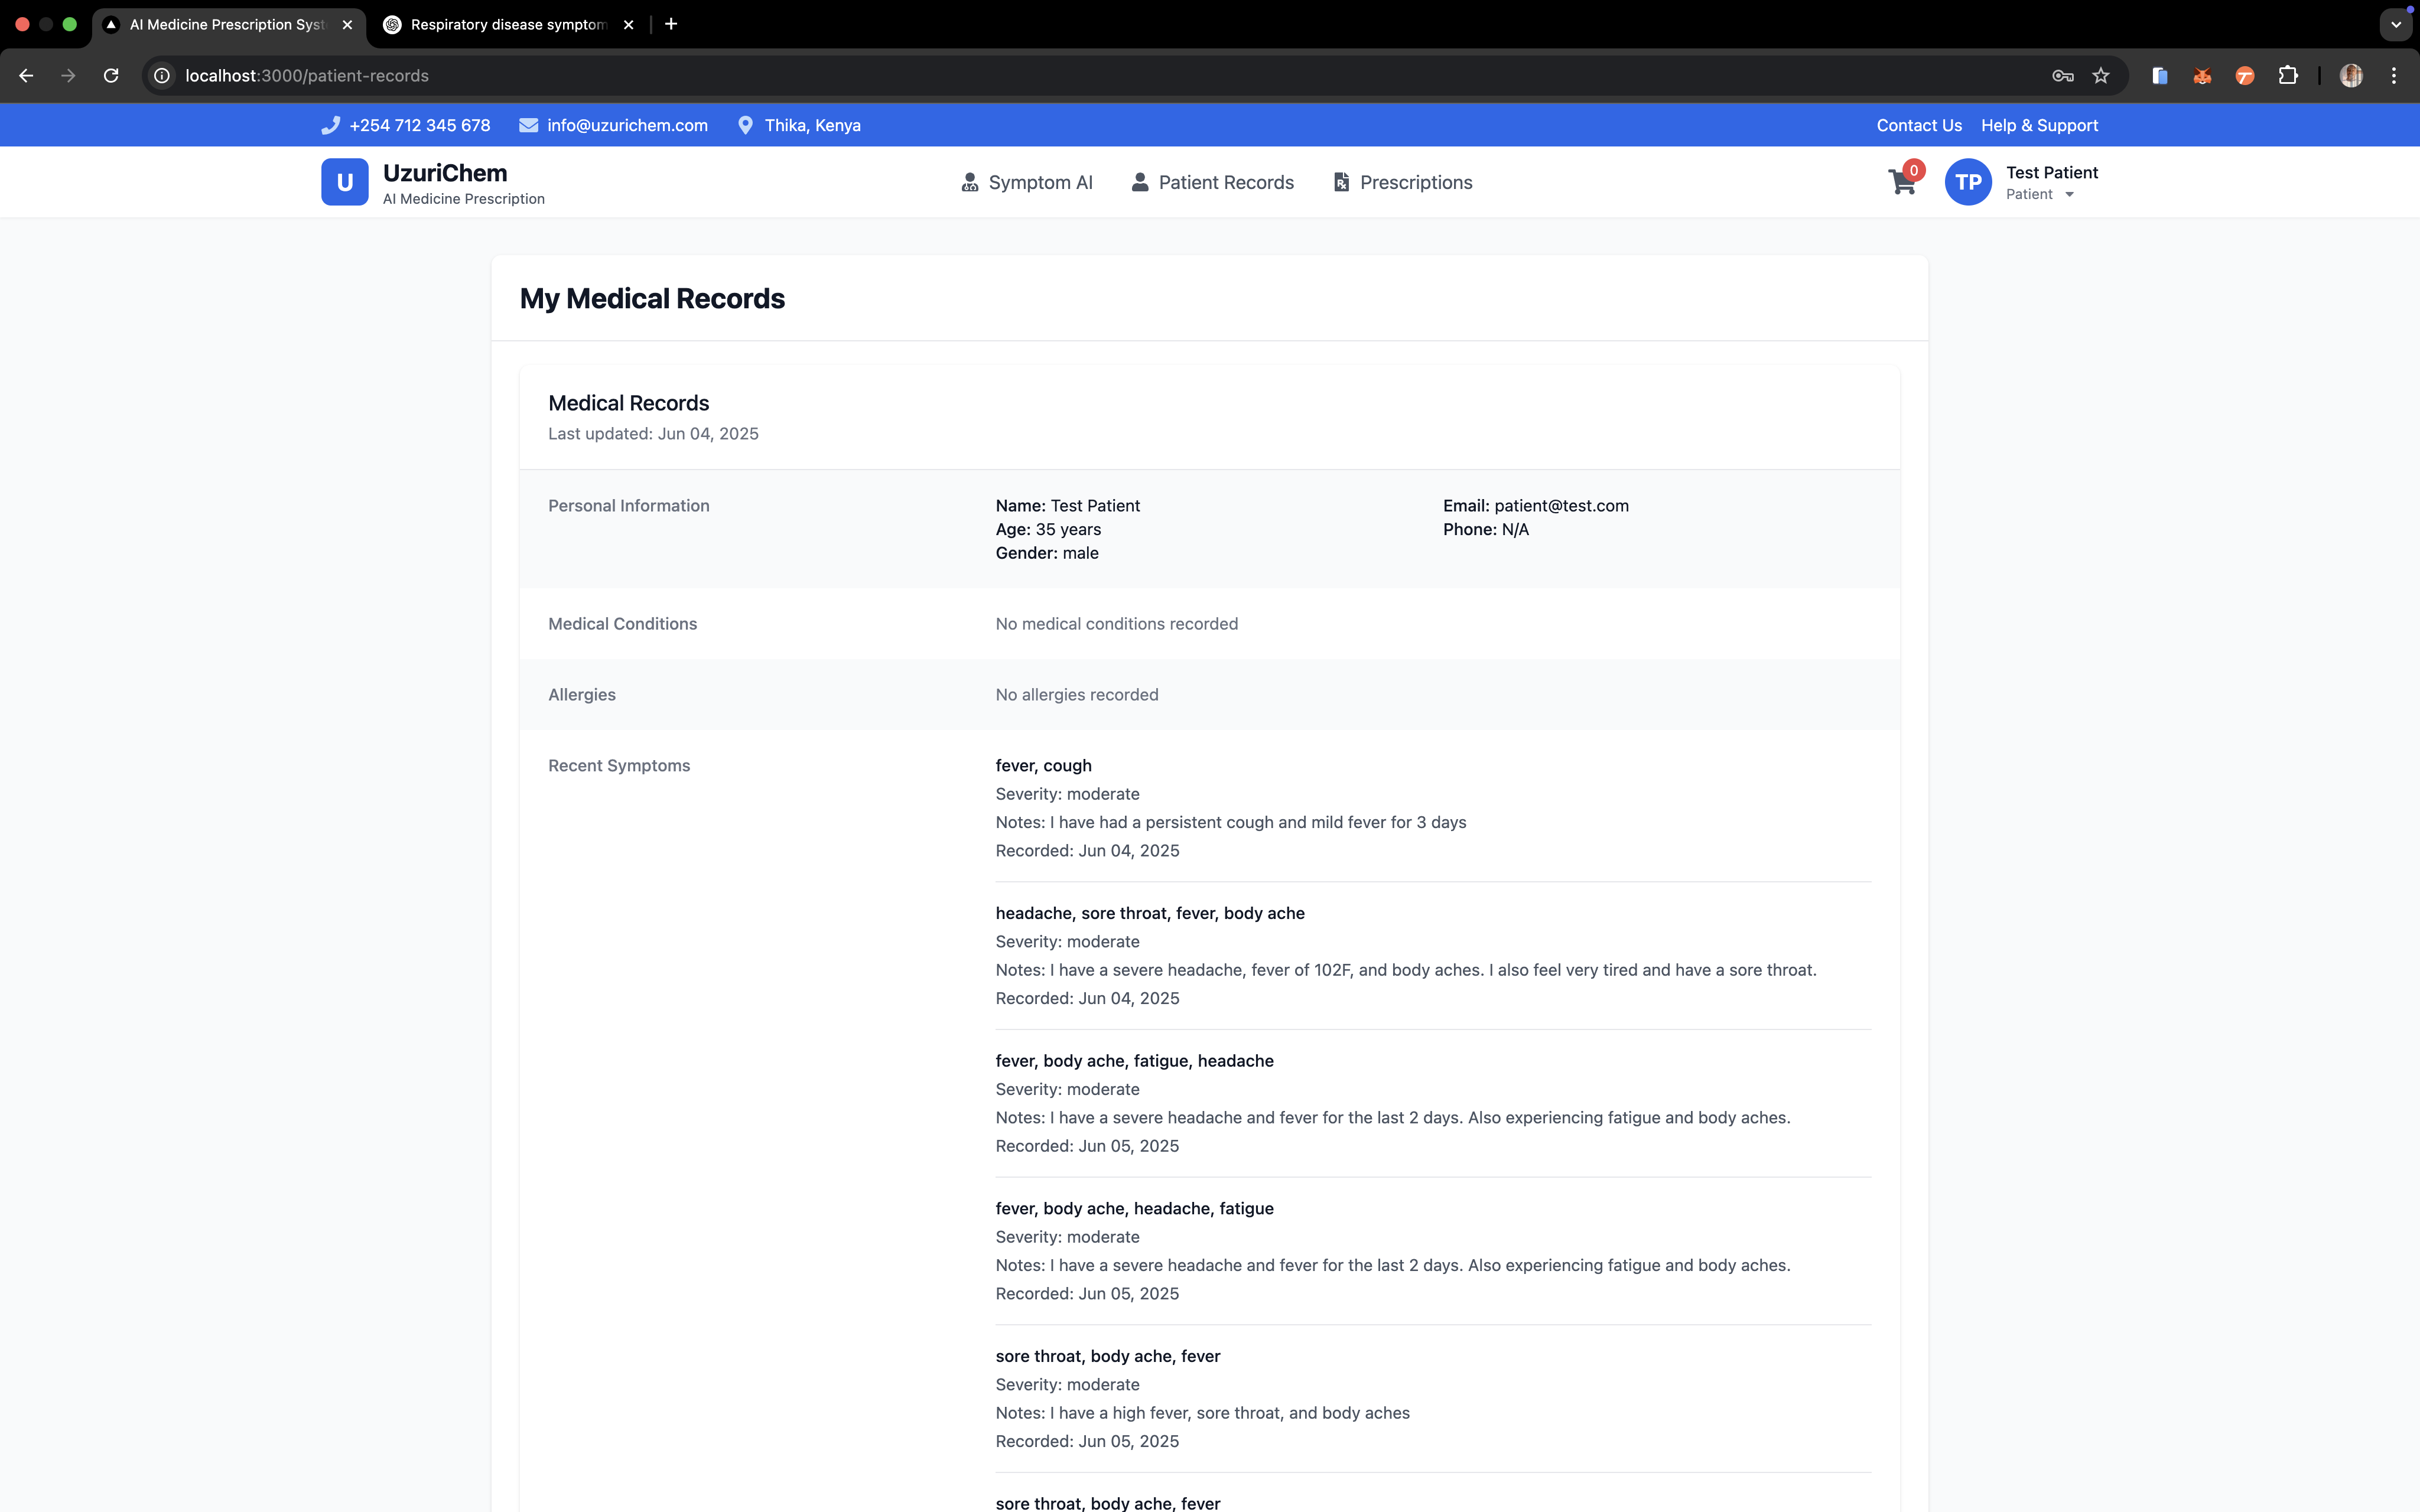 AI Medicine Prescription Syst
Respiratory disease symptom
localhost:3000/patient-records
+254 712 345 678
info@uzurichem.com
Thika, Kenya
Contact Us
Help & Support
U
UzuriChem
AI Medicine Prescription
Symptom AI
Patient Records
Prescriptions
0
TP
Test Patient
Patient
My Medical Records
Medical Records
Last updated: Jun 04, 2025
Personal Information
Name: Test Patient
Age: 35 years
Gender: male
Email: patient@test.com
Phone: N/A
Medical Conditions
No medical conditions recorded
Allergies
No allergies recorded
Recent Symptoms
fever, cough
Severity: moderate
Notes: I have had a persistent cough and mild fever for 3 days
Recorded: Jun 04, 2025
headache, sore throat, fever, body ache
Severity: moderate
Notes: I have a severe headache, fever of 102F, and body aches. I also feel very tired and have a sore throat.
Recorded: Jun 04, 2025
fever, body ache, fatigue, headache
Severity: moderate
Notes: I have a severe headache and fever for the last 2 days. Also experiencing fatigue and body aches.
Recorded: Jun 05, 2025
fever, body ache, headache, fatigue
Severity: moderate
Notes: I have a severe headache and fever for the last 2 days. Also experiencing fatigue and body aches.
Recorded: Jun 05, 2025
sore throat, body ache, fever
Severity: moderate
Notes: I have a high fever, sore throat, and body aches
Recorded: Jun 05, 2025
sore throat, body ache, fever